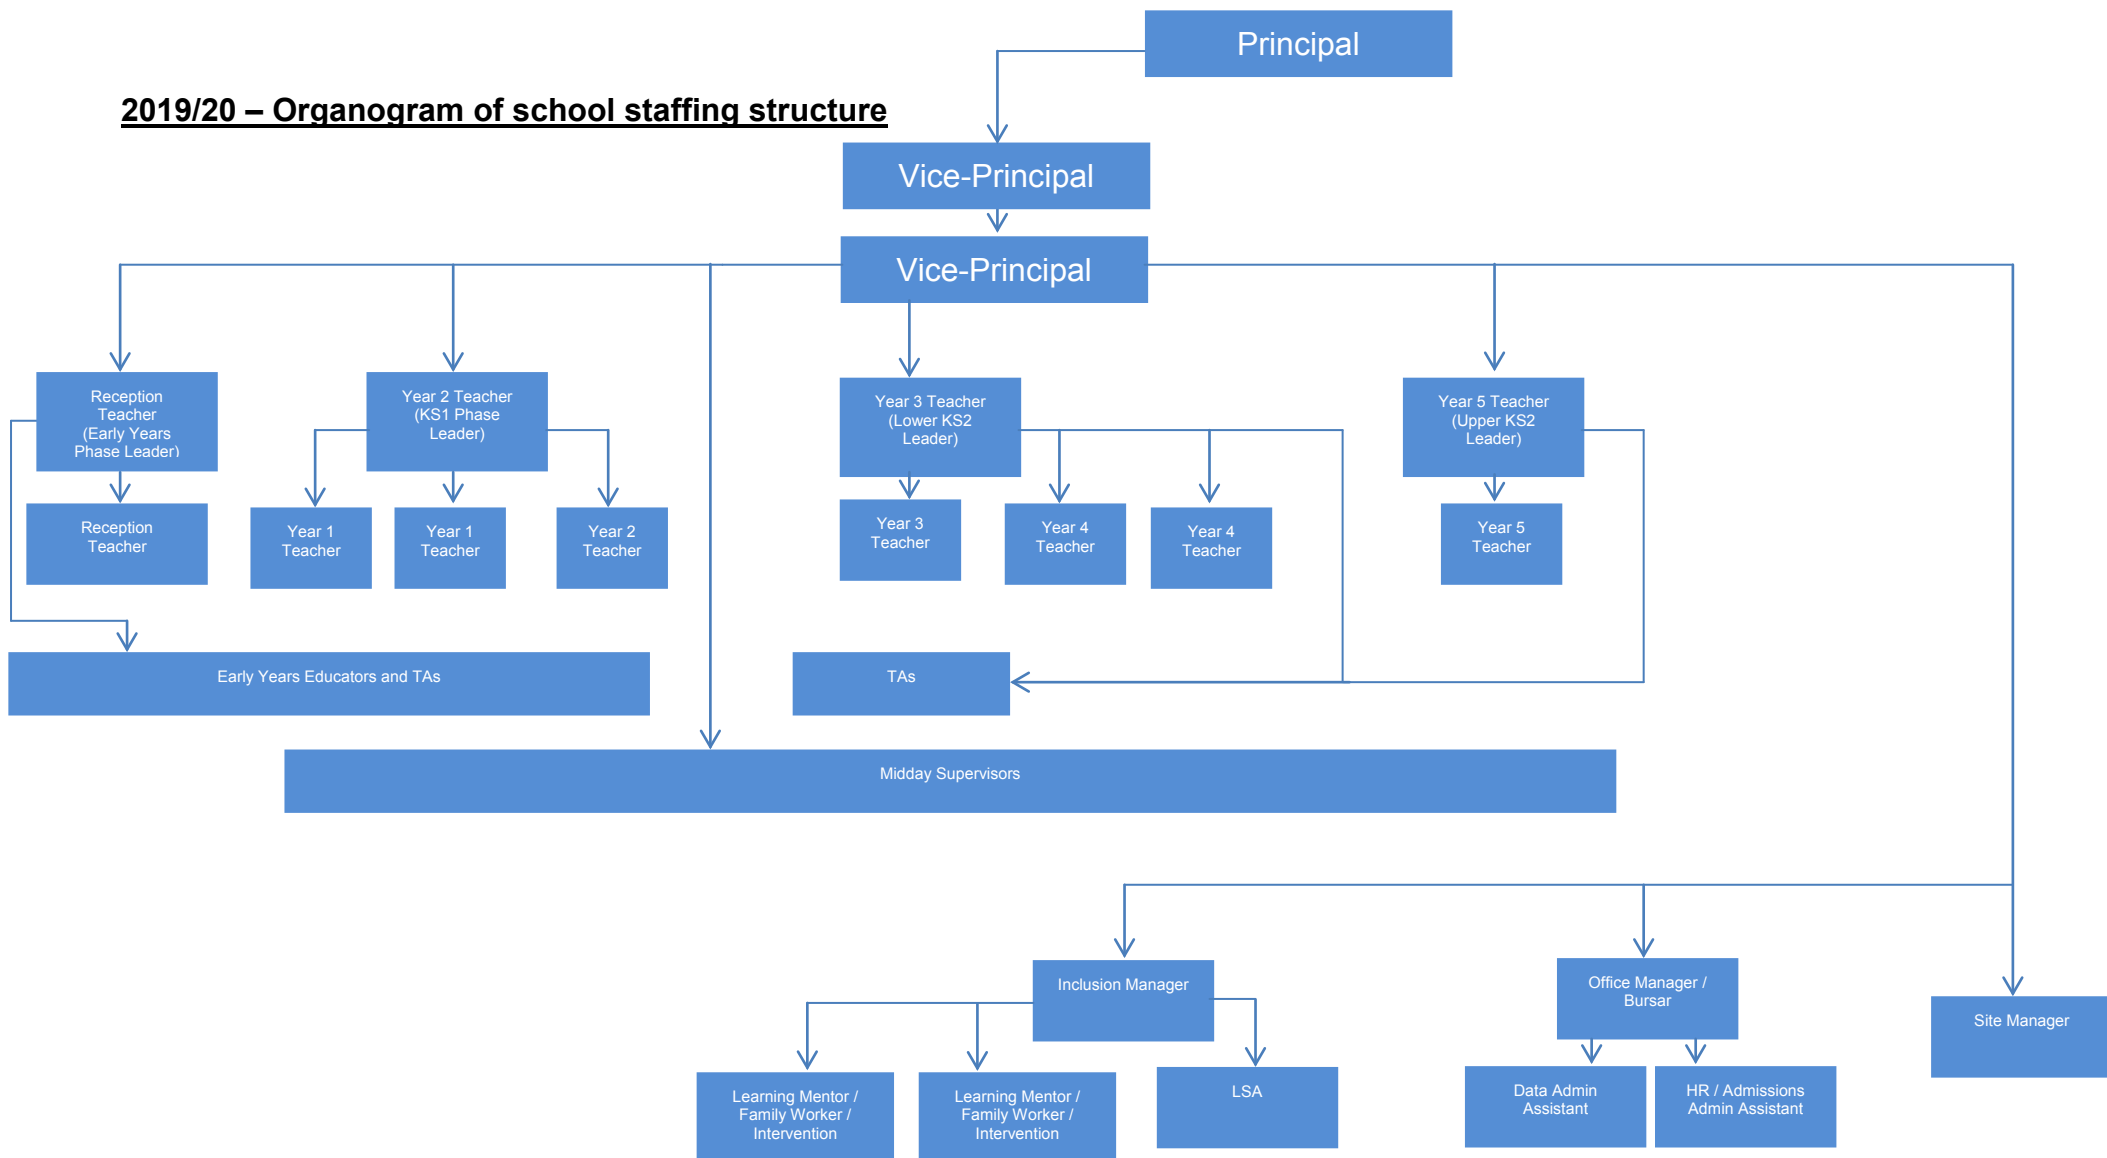 Principal
2019/20 – Organogram of school staffing structure
Vice-Principal
Vice-Principal
Reception
Teacher
(Early Years
Phase Leader)
Year 2 Teacher
(KS1 Phase
Leader)
Year 3 Teacher
(Lower KS2
Leader)
Year 5 Teacher
(Upper KS2
Leader)
Reception
Teacher
Year 1
Teacher
Year 1
Teacher
Year 2
Teacher
Year 3
Teacher
Year 4
Teacher
Year 4
Teacher
Year 5
Teacher
Early Years Educators and TAs
TAs
Midday Supervisors
Inclusion Manager
Office Manager /
Bursar
Site Manager
Learning Mentor /
Family Worker /
Intervention
Learning Mentor /
Family Worker /
Intervention
LSA
Data Admin
Assistant
HR / Admissions
Admin Assistant